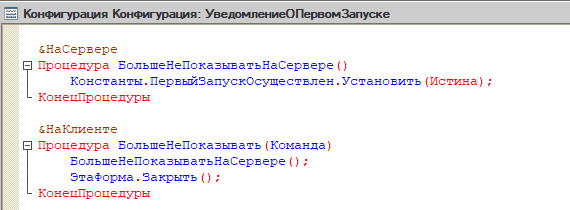 Конфигурация Конфигурация: УведомлениеОПервомЗапуске
&НаСервере
Процедура БольшеНеПоказыватьНаСервере()
Константы.ПервыйЗапускОсуществлен.Установить(Истина);
КонецПроцедуры
&НаКлиенте
Процедура БольшеНеПоказывать(Команда)
БольшеНеПоказыватьНаСервере();
ЭтаФорма.Закрыть();
КонецПроцедуры